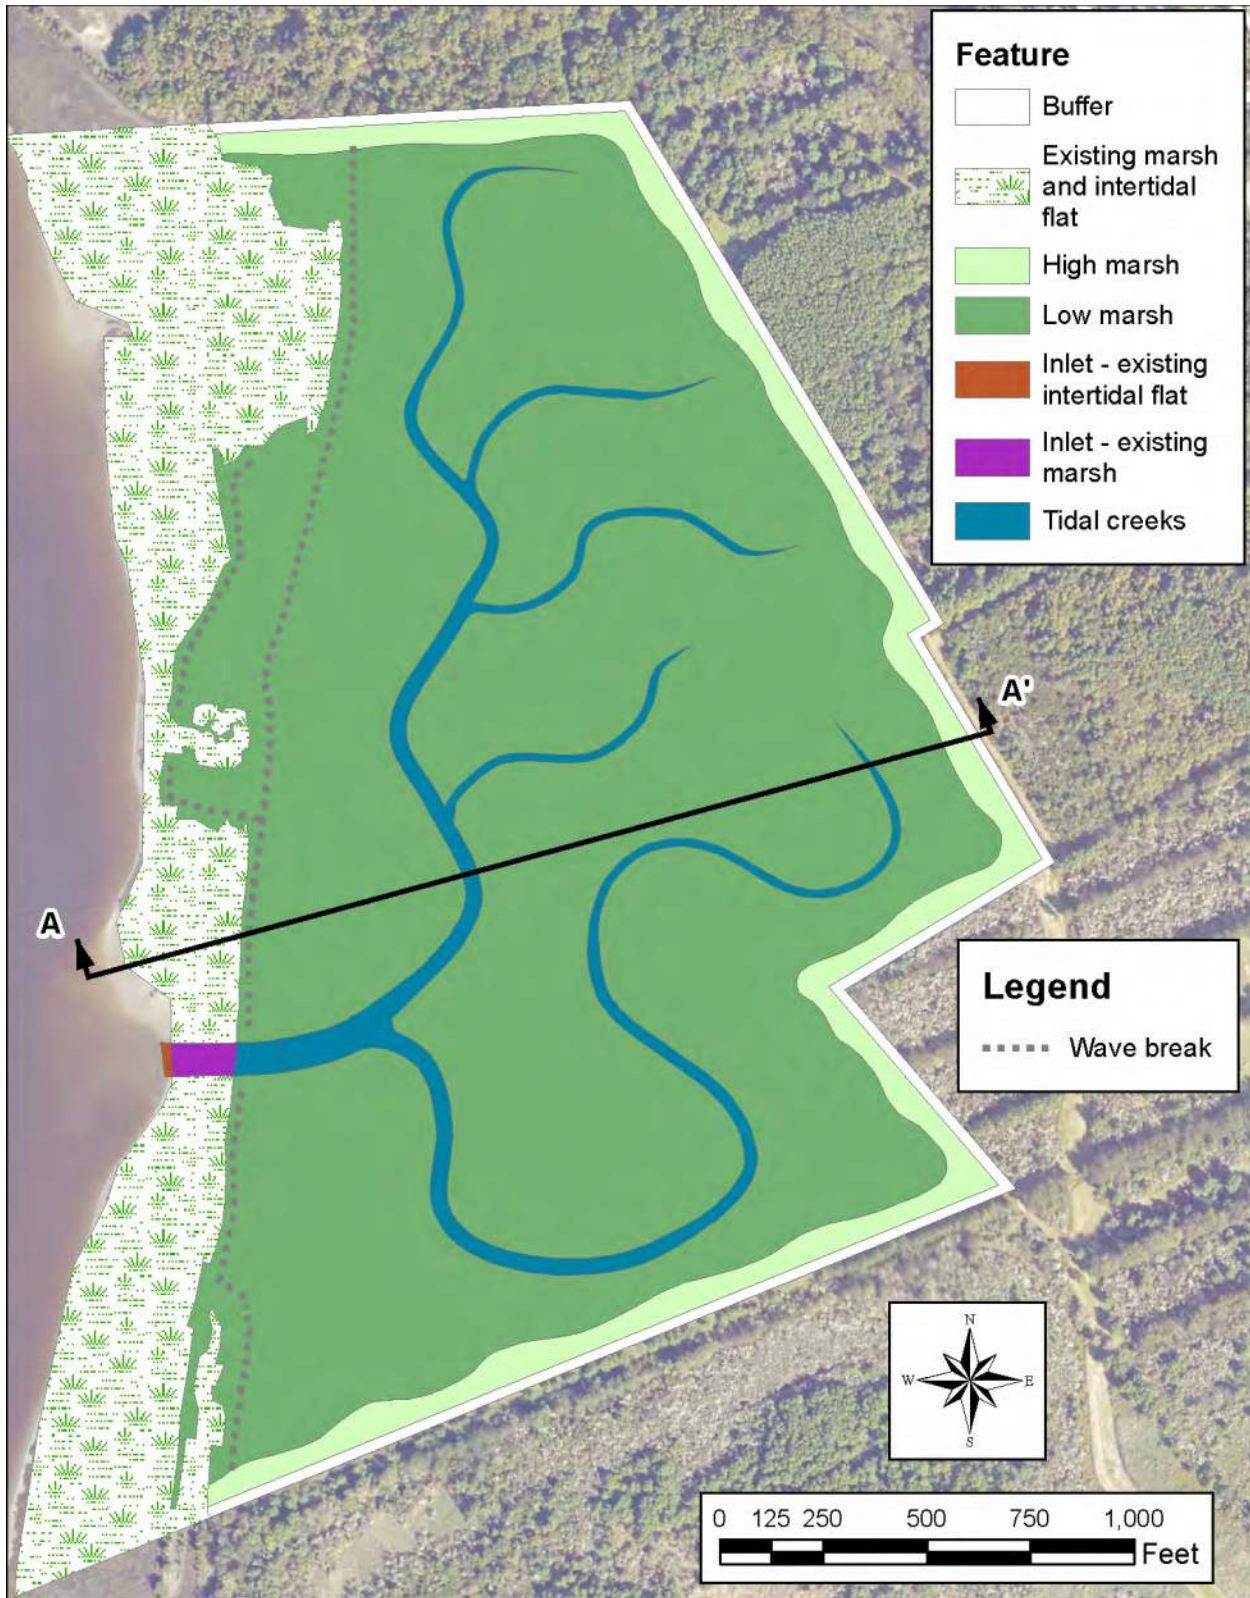 Feature
Buffer
Existing marsh
and intertidal
flat
High marsh
Low marsh
Inlet - existing
intertidal flat
Inlet - existing
marsh
Tidal creeks
A'
A
Legend
Wave break
N
W E
S
0 125 250 500 750 1,000
Feet